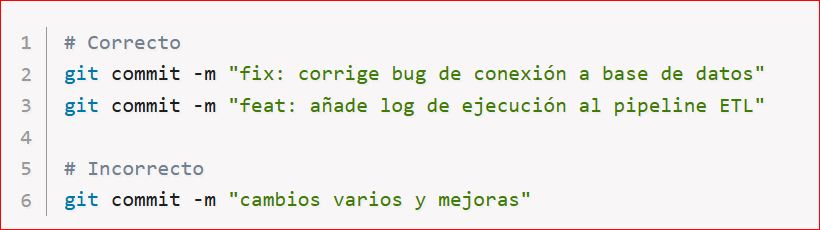 1 # Correcto
2 git commit -m "fix: corrige bug de conexión a base de datos"
3 git commit -m "feat: añade log de ejecución al pipeline ETL"
4
5 # Incorrecto
6 git commit -m "cambios varios y mejoras"